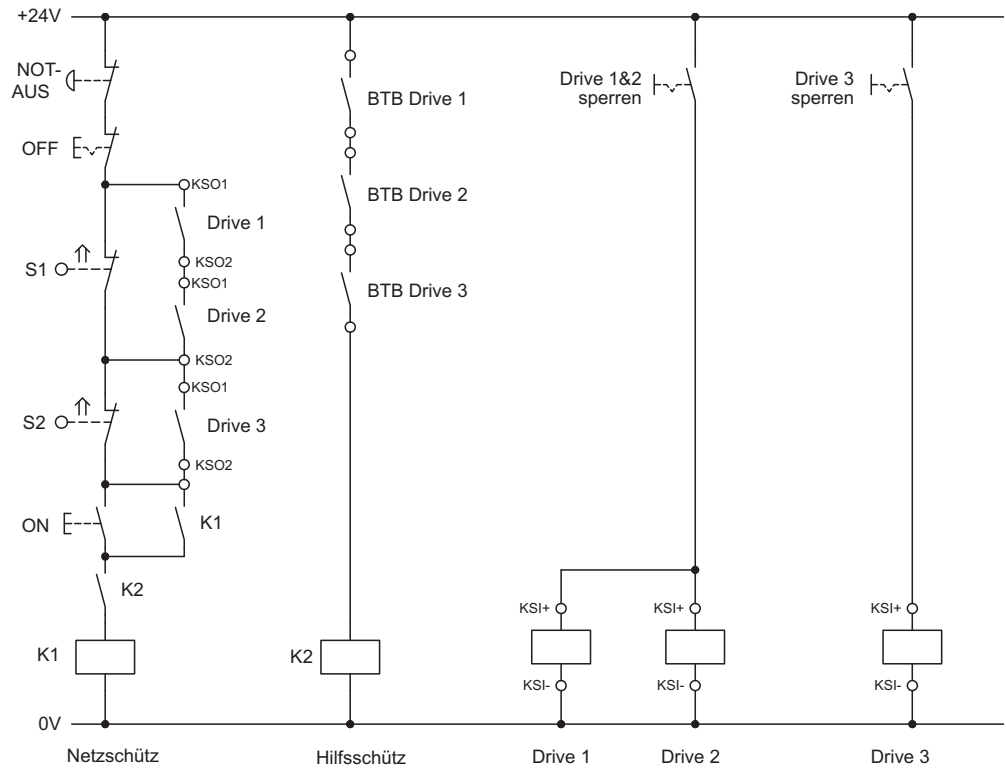 +24V
NOT-
AUS
OFF
KSO1
Drive 1
S1
KSO2
KSO1
Drive 2
KSO2
KSO1
S2
Drive 3
KSO2
ON
K1
K2
K1
BTB Drive 1
BTB Drive 2
BTB Drive 3
K2
Drive 1&2
sperren
Drive 3
sperren
KSI+
KSI+
KSI+
KSI-
KSI-
KSI-
0V
Netzschütz
Hilfsschütz
Drive 1
Drive 2
Drive 3